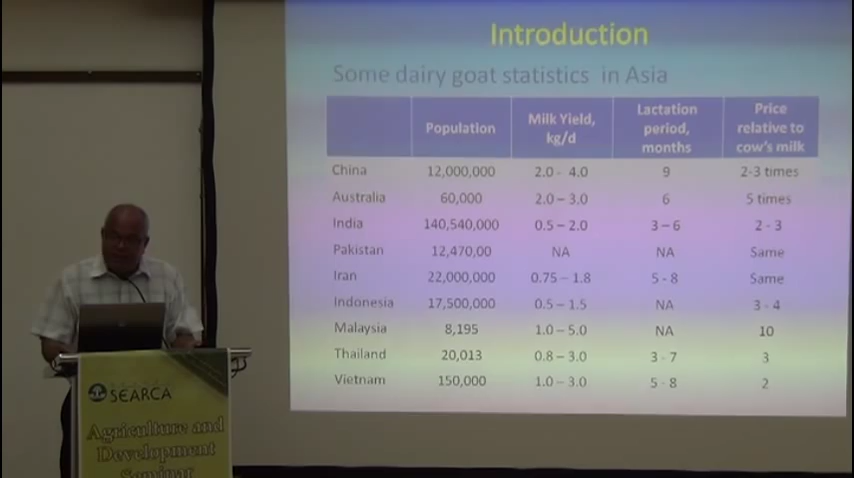 Introduction
Some dairy goat statistics in Asia
Population Milk Yield, kg/d Lactation period, months Price relative to cow's milk
China 12,000,000 2.0 - 4.0 9 2-3 times
Australia 60,000 2.0 – 3.0 6 5 times
India 140,540,000 0.5 – 2.0 3 – 6 2 - 3
Pakistan 12,470,00 NA NA Same
Iran 22,000,000 0.75 – 1.8 5 - 8 Same
Indonesia 17,500,000 0.5 – 1.5 NA 3 - 4
Malaysia 8,195 1.0 – 5.0 NA 10
Thailand 20,013 0.8 – 3.0 3 - 7 3
Vietnam 150,000 1.0 – 3.0 5 - 8 2
SEARCA
Agriculture and
Development
Seminar